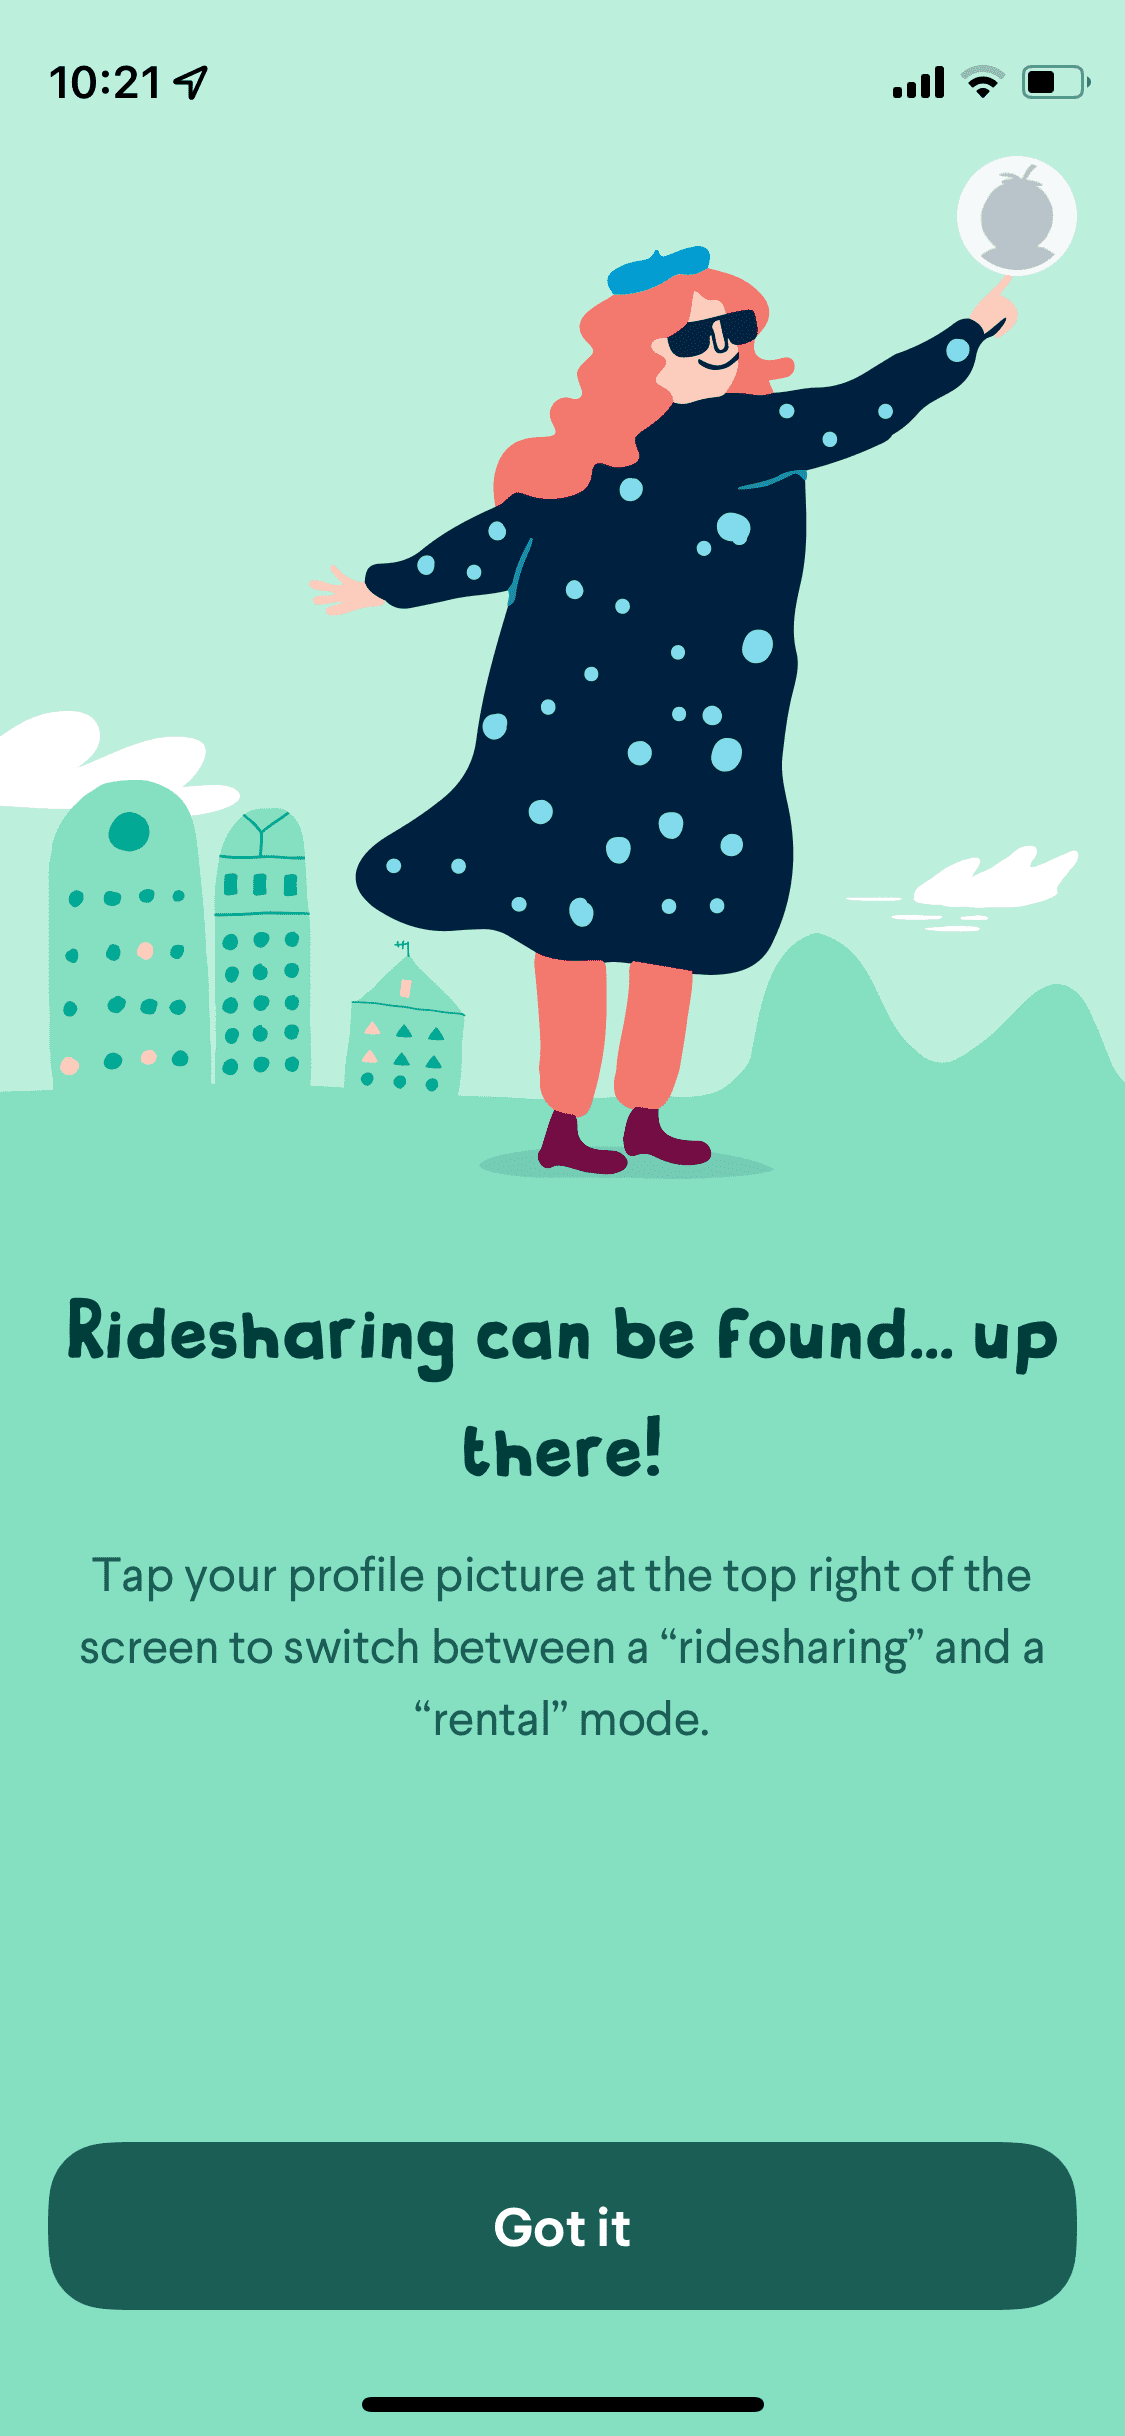 10:21
Ridesharing can be found... up
there!
Tap your profile picture at the top right of the
screen to switch between a “ridesharing” and a
“rental” mode.
Got it